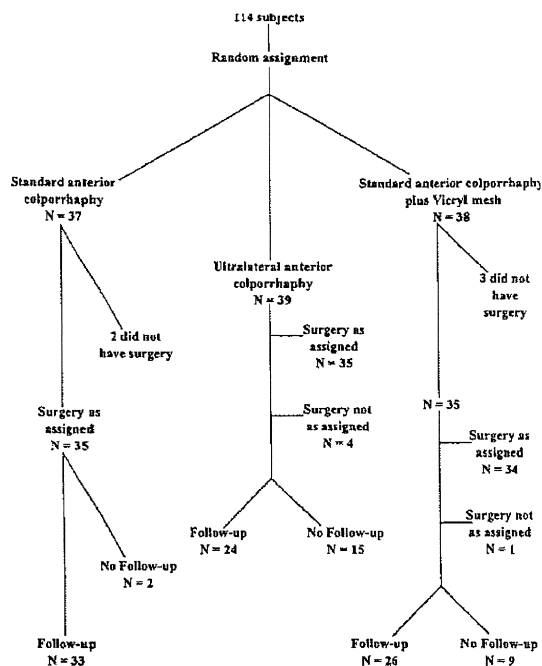 114 subjects
Random assignment
Standard anterior
colporrhaphy
N = 37
Standard anterior colporrhaphy
plus Vicryl mesh
N = 38
Ultralateral anterior
colporrhaphy
N = 39
3 did not
have
surgery
2 did not
have surgery
Surgery as
assigned
N = 35
Surgery as
assigned
N = 35
Surgery not
as assigned
N = 4
N = 35
Surgery as
assigned
N = 34
Surgery not
as assigned
N = 1
Follow-up
N = 24
No Follow-up
N = 15
No Follow-up
N = 2
Follow-up
N = 33
Follow-up
N = 26
No Follow-up
N = 9